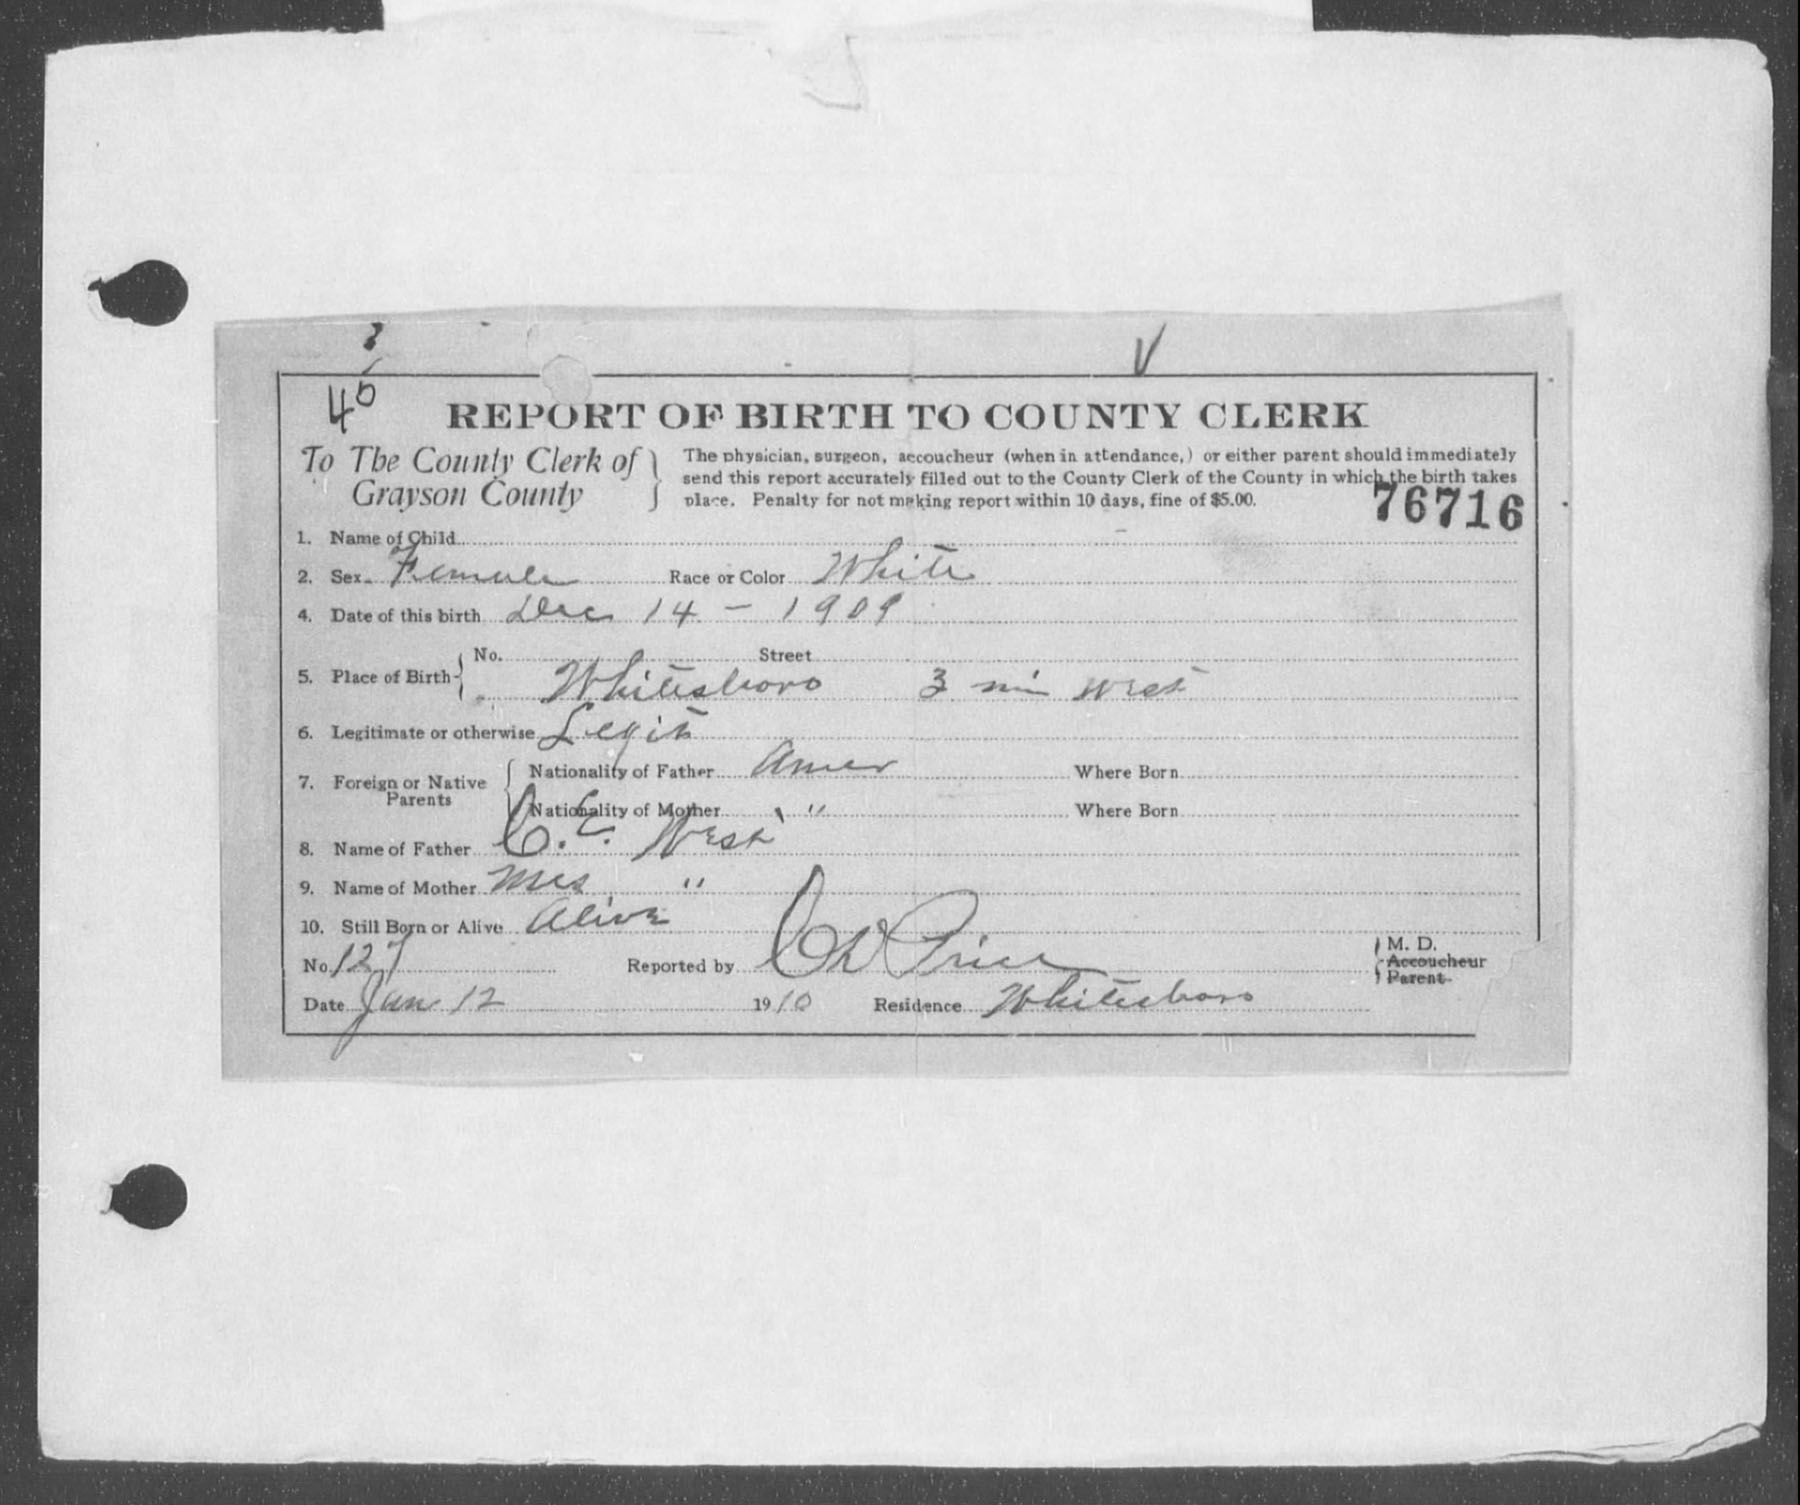 V
40
REPORT OF BIRTH TO COUNTY CLERK
To The County Clerk of
Grayson County
The physician, surgeon, accoucheur (when in attendance,) or either parent should immediately
send this report accurately filled out to the County Clerk of the County in which the birth takes
place. Penalty for not making report within 10 days, fine of $5.00.
76716
1. Name of Child
2. Sex Female Race or Color White
4. Date of this birth Dec 14 - 1909
5. Place of Birth No. Street
Whitesboro 3 mi west
6. Legitimate or otherwise Legit
7. Foreign or Native Parents
Nationality of Father Amer Where Born
Nationality of Mother " Where Born
8. Name of Father C. C. West
9. Name of Mother Mrs "
10. Still Born or Alive Alive
No. 127 Reported by Price M. D.
Accoucheur
Parent
Date Jan 12 1910 Residence Whitesboro